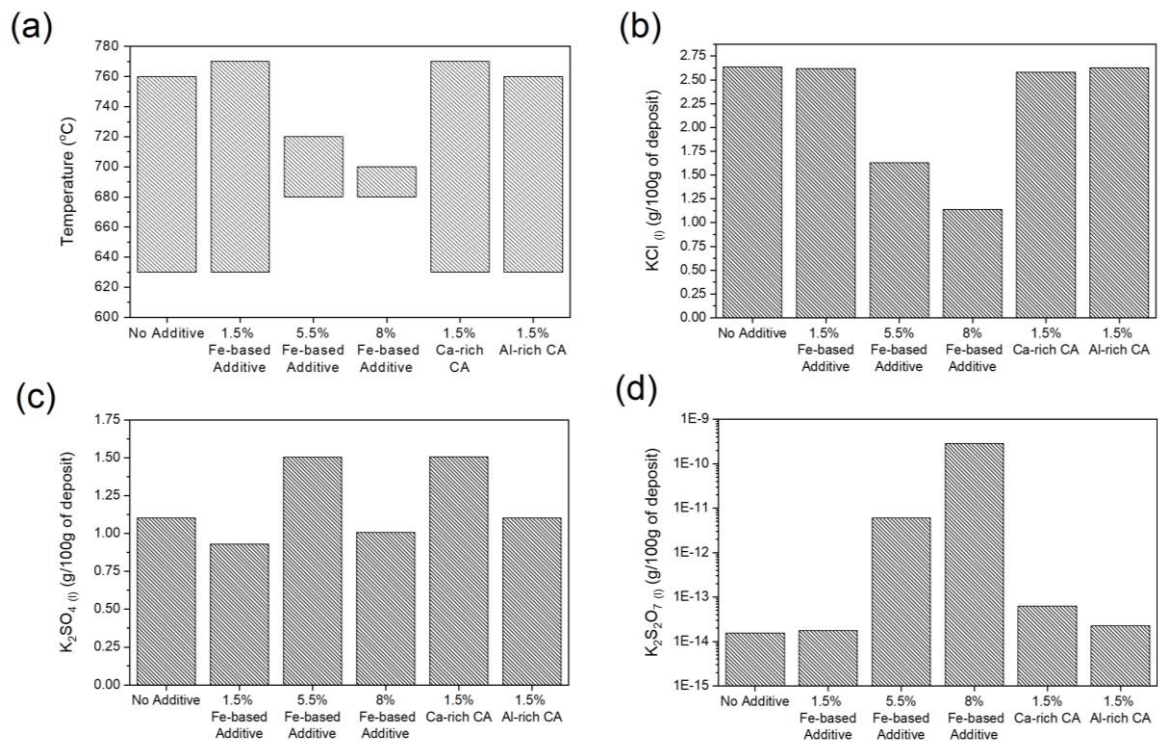 (a)
Temperature (°C)
780
760
740
720
700
680
660
640
620
600
No Additive
1.5%
Fe-based
Additive
5.5%
Fe-based
Additive
8%
Fe-based
Additive
1.5%
Ca-rich
CA
1.5%
Al-rich CA
(b)
KCl (l) (g/100g of deposit)
2.75
2.50
2.25
2.00
1.75
1.50
1.25
1.00
0.75
0.50
0.25
0.00
No Additive
1.5%
Fe-based
Additive
5.5%
Fe-based
Additive
8%
Fe-based
Additive
1.5%
Ca-rich CA
1.5%
Al-rich CA
(c)
K₂SO₄ (l) (g/100g of deposit)
1.75
1.50
1.25
1.00
0.75
0.50
0.25
0.00
No Additive
1.5%
Fe-based
Additive
5.5%
Fe-based
Additive
8%
Fe-based
Additive
1.5%
Ca-rich CA
1.5%
Al-rich CA
(d)
K₂S₂O₇ (l) (g/100g of deposit)
1E-9
1E-10
1E-11
1E-12
1E-13
1E-14
1E-15
No Additive
1.5%
Fe-based
Additive
5.5%
Fe-based
Additive
8%
Fe-based
Additive
1.5%
Ca-rich CA
1.5%
Al-rich CA